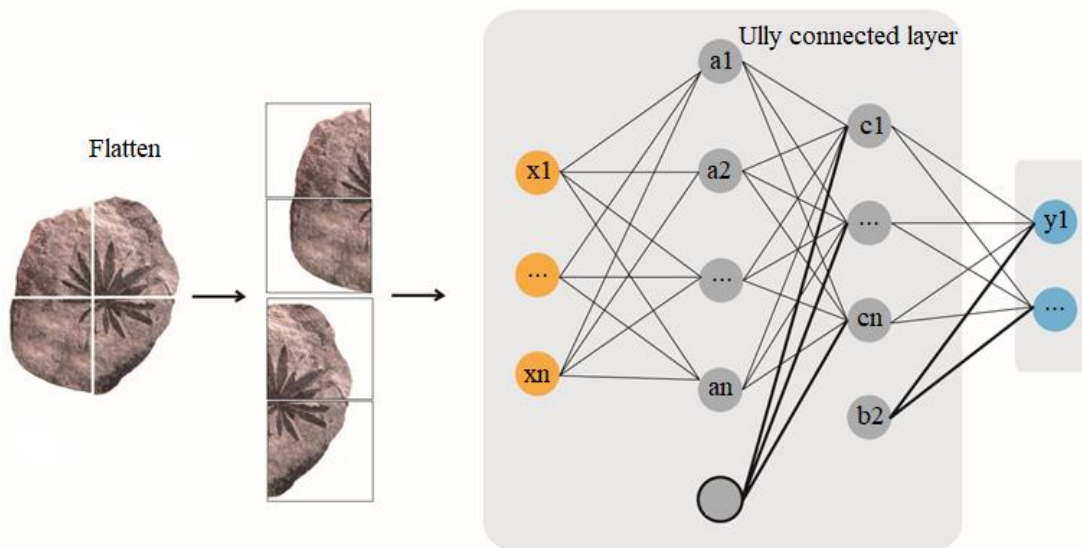 Flatten
Ully connected layer
x1
...
xn
a1
a2
...
an
c1
...
cn
b2
y1
...